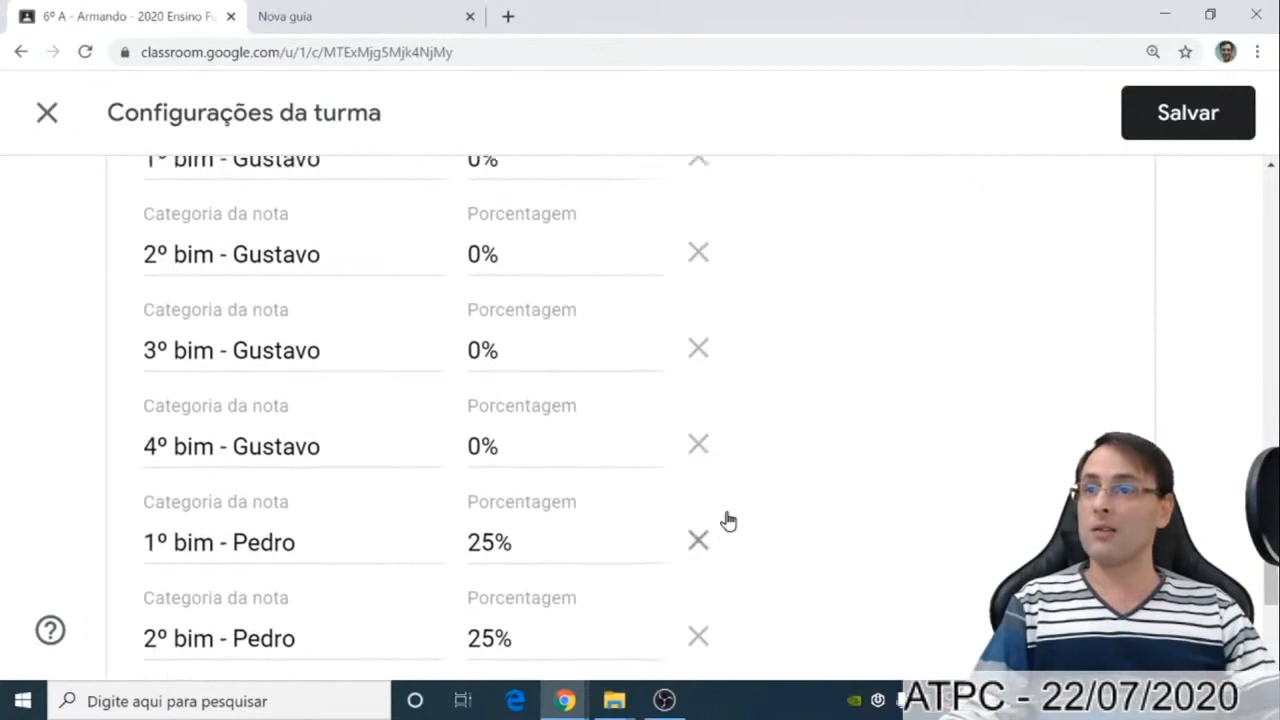 6º A - Armando - 2020 Ensino Fu
Nova guia
classroom.google.com/u/1/c/MTExMjg5Mjk4NjMy
Configurações da turma
Salvar
1º bim - Gustavo 0%
Categoria da nota Porcentagem
2º bim - Gustavo 0%
Categoria da nota Porcentagem
3º bim - Gustavo 0%
Categoria da nota Porcentagem
4º bim - Gustavo 0%
Categoria da nota Porcentagem
1º bim - Pedro 25%
Categoria da nota Porcentagem
2º bim - Pedro 25%
Digite aqui para pesquisar
ATPC - 22/07/2020